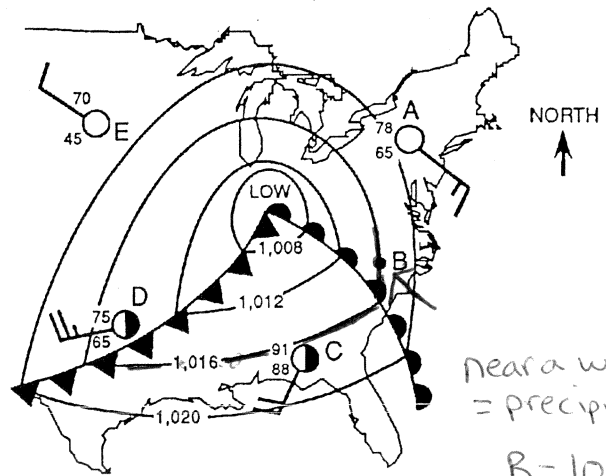 70
45 E
A
78
65
NORTH
LOW
1,008
B
D
75
65
1,012
91
88 C
1,016
1,020
near a
= precip
B - 10